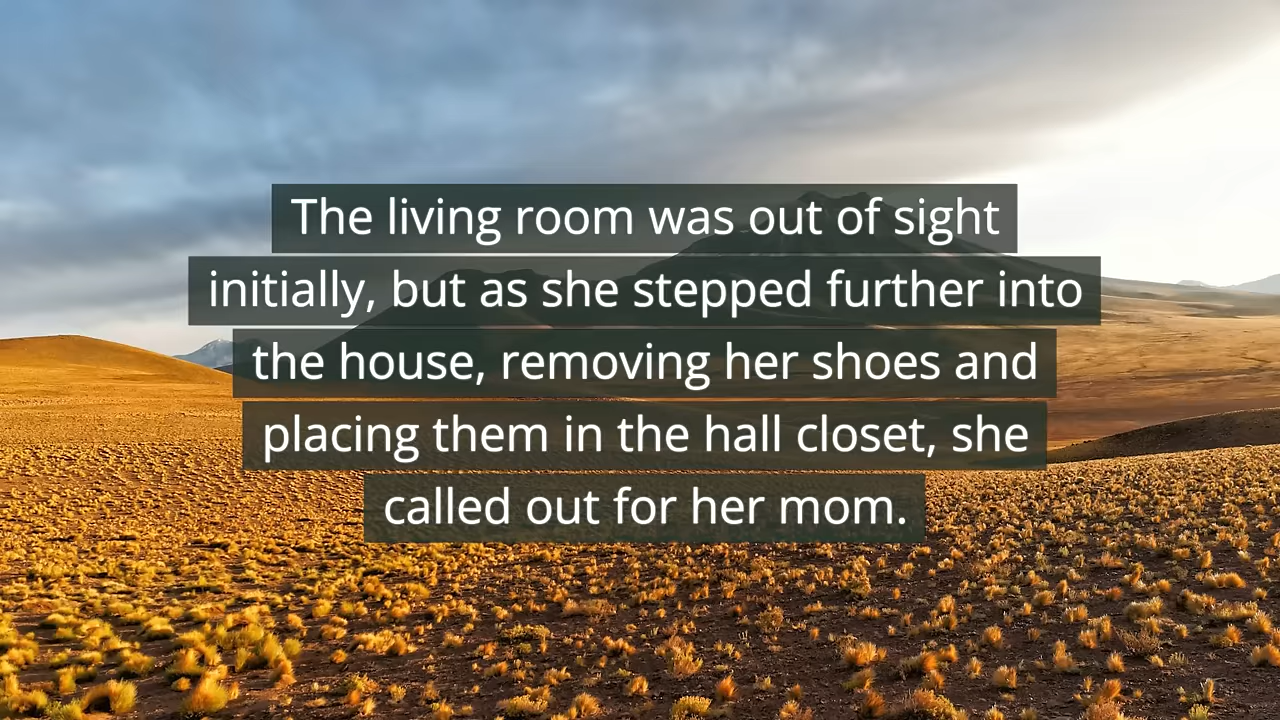 The living room was out of sight
initially, but as she stepped further into
the house, removing her shoes and
placing them in the hall closet, she
called out for her mom.